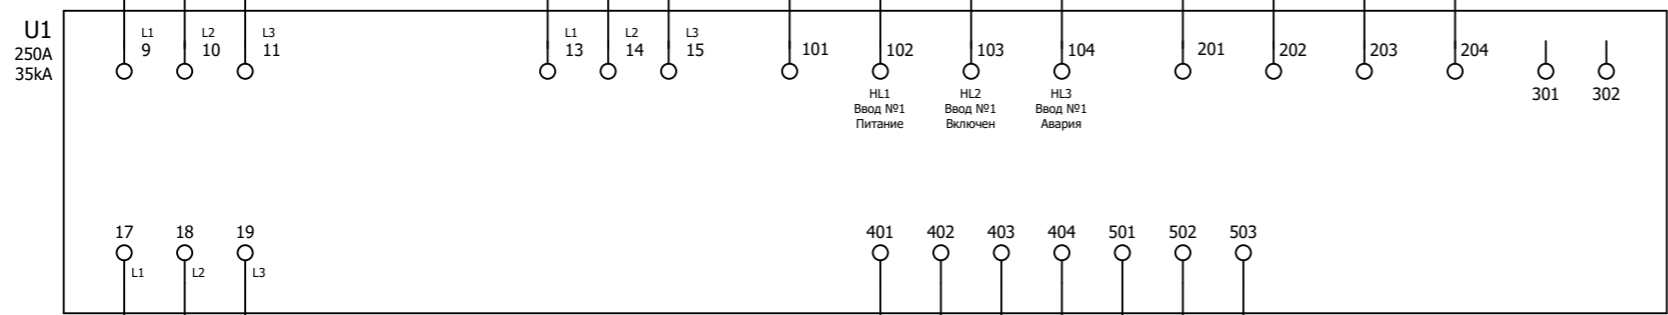 U1
250A
35kA
L1
9
L2
10
L3
11
L1
13
L2
14
L3
15
101
102
103
104
201
202
203
204
301
302
HL1
Ввод №1
Питание
HL2
Ввод №1
Включен
HL3
Ввод №1
Авария
17
18
19
401
402
403
404
501
502
503
L1
L2
L3